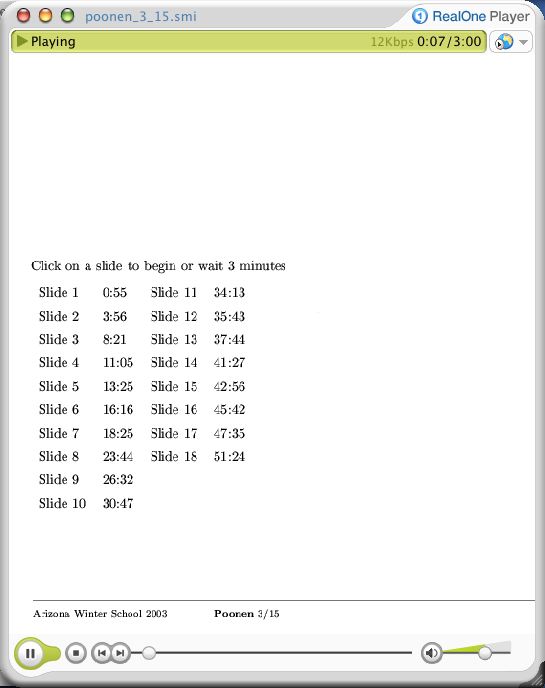 poonen_3_15.smi
RealOne Player
Playing 12Kbps 0:07/3:00
Click on a slide to begin or wait 3 minutes
Slide 1 0:55 Slide 11 34:13
Slide 2 3:56 Slide 12 35:43
Slide 3 8:21 Slide 13 37:44
Slide 4 11:05 Slide 14 41:27
Slide 5 13:25 Slide 15 42:56
Slide 6 16:16 Slide 16 45:42
Slide 7 18:25 Slide 17 47:35
Slide 8 23:44 Slide 18 51:24
Slide 9 26:32
Slide 10 30:47
Arizona Winter School 2003 Poonen 3/15